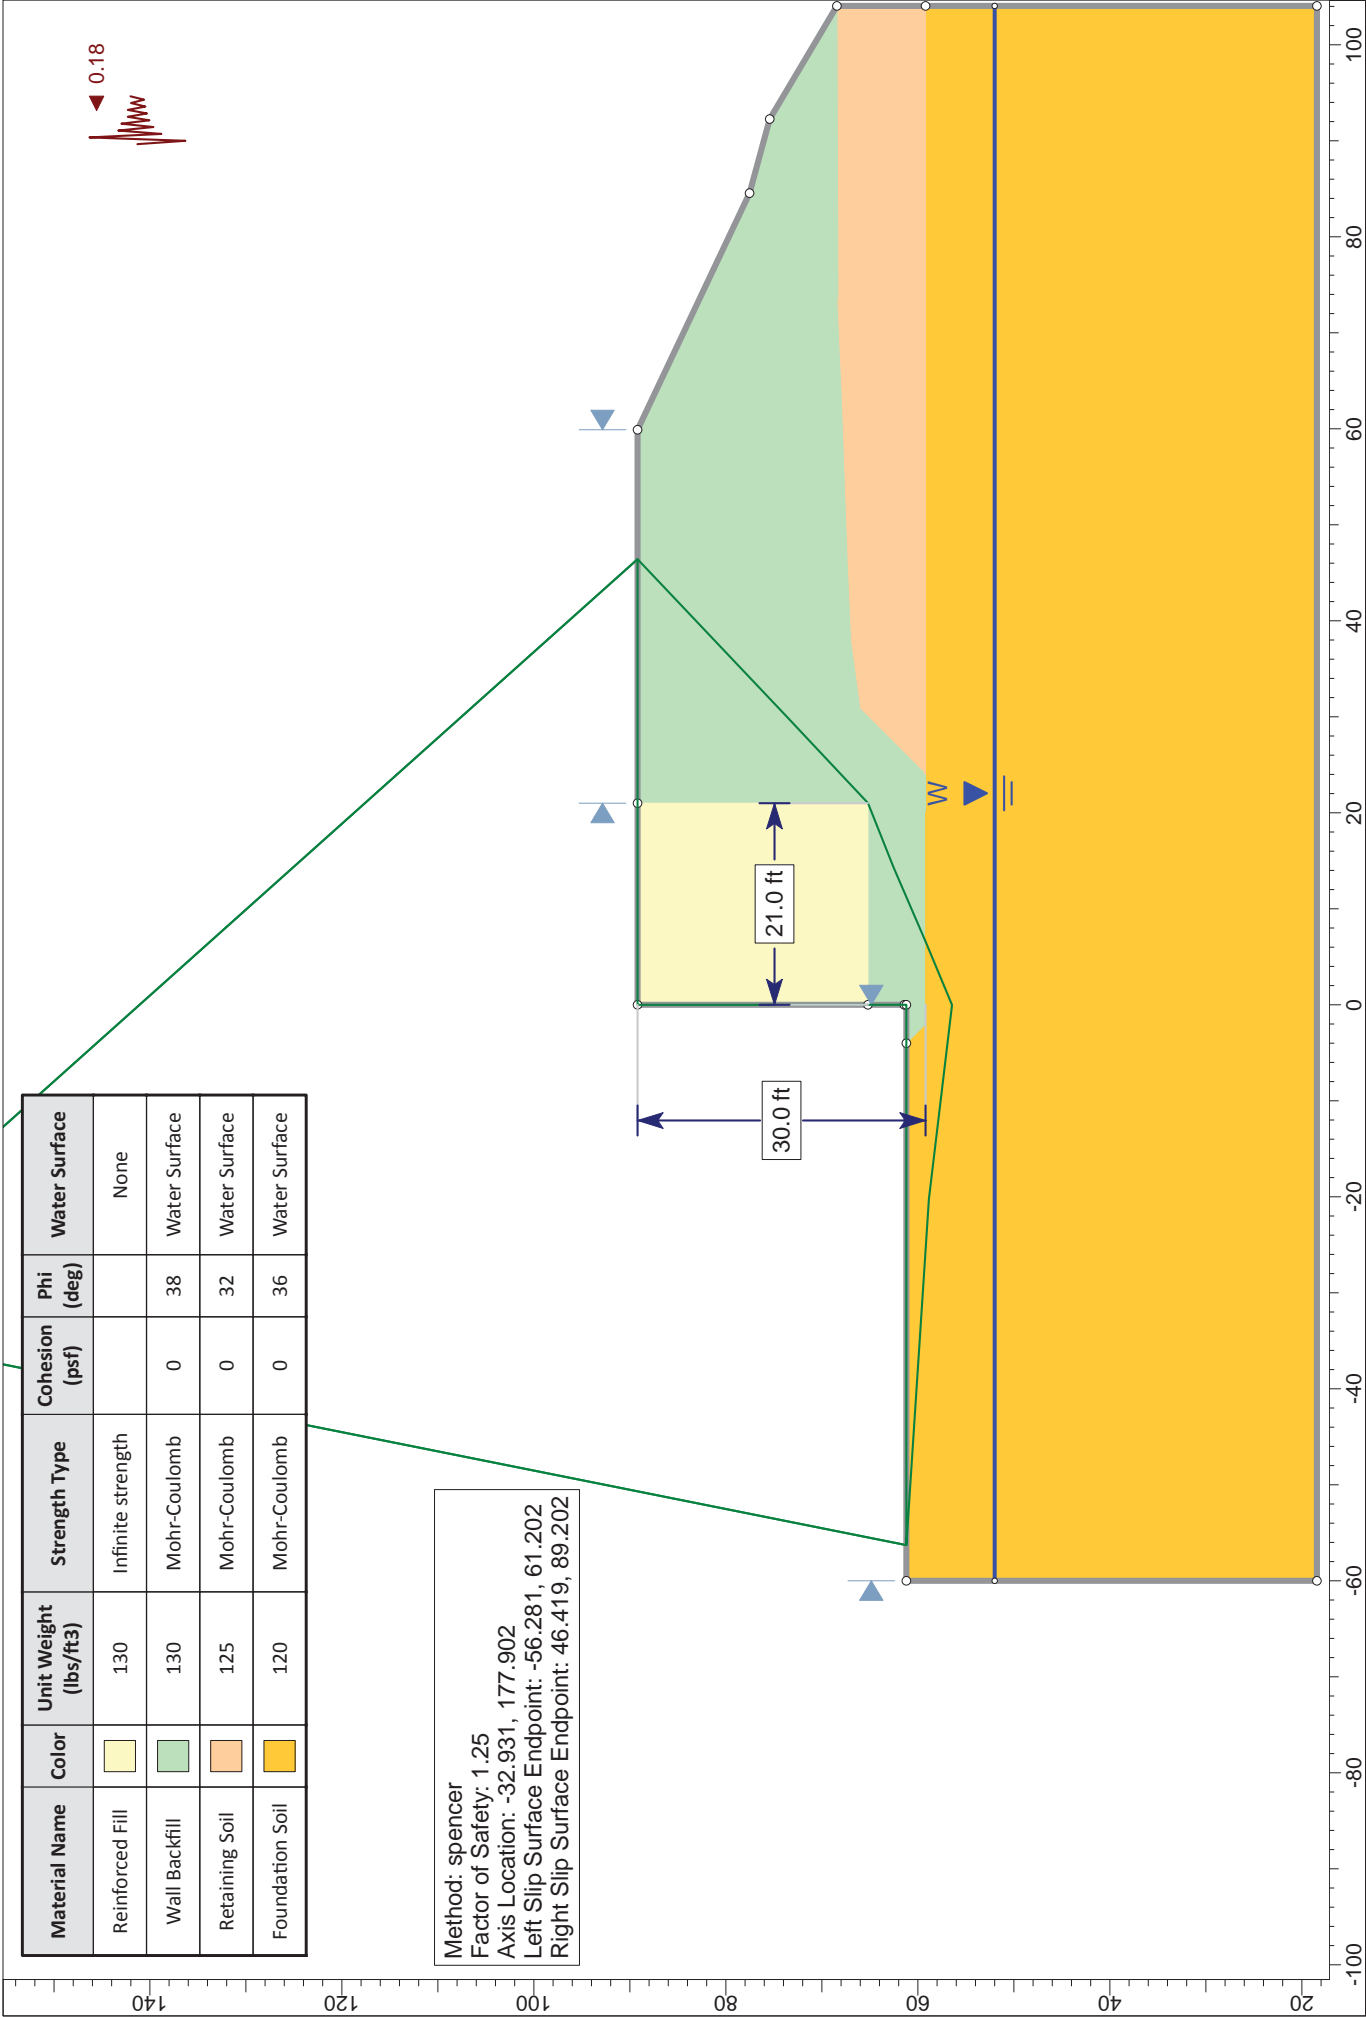 Material Name Color Unit Weight (lbs/ft3) Strength Type Cohesion (psf) Phi (deg) Water Surface
Reinforced Fill 130 Infinite strength None
Wall Backfill 130 Mohr-Coulomb 0 38 Water Surface
Retaining Soil 125 Mohr-Coulomb 0 32 Water Surface
Foundation Soil 120 Mohr-Coulomb 0 36 Water Surface
0.18
Method: spencer
Factor of Safety: 1.25
Axis Location: -32.931, 177.902
Left Slip Surface Endpoint: -56.281, 61.202
Right Slip Surface Endpoint: 46.419, 89.202
21.0 ft
30.0 ft
W
140
120
100
80
60
40
20
-100 -80 -60 -40 -20 0 20 40 60 80 100